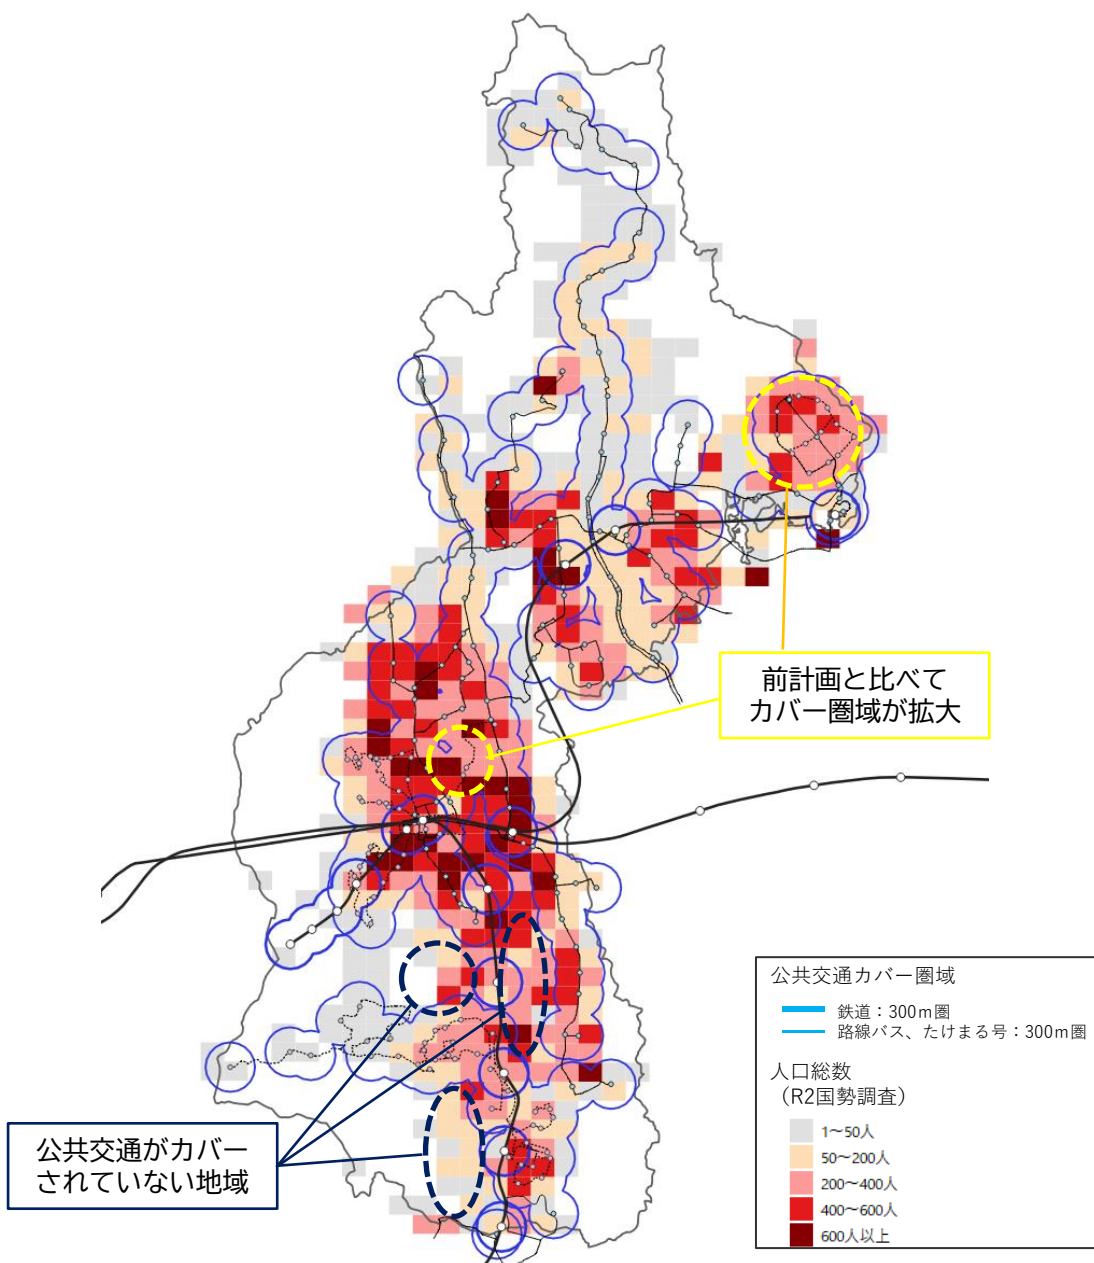 前計画と比べて
カバー圏域が拡大
公共交通がカバー
されていない地域
公共交通カバー圏域
鉄道：300ｍ圏
路線バス、たけまる号：300ｍ圏
人口総数
（R2国勢調査）
1～50人
50～200人
200～400人
400～600人
600人以上